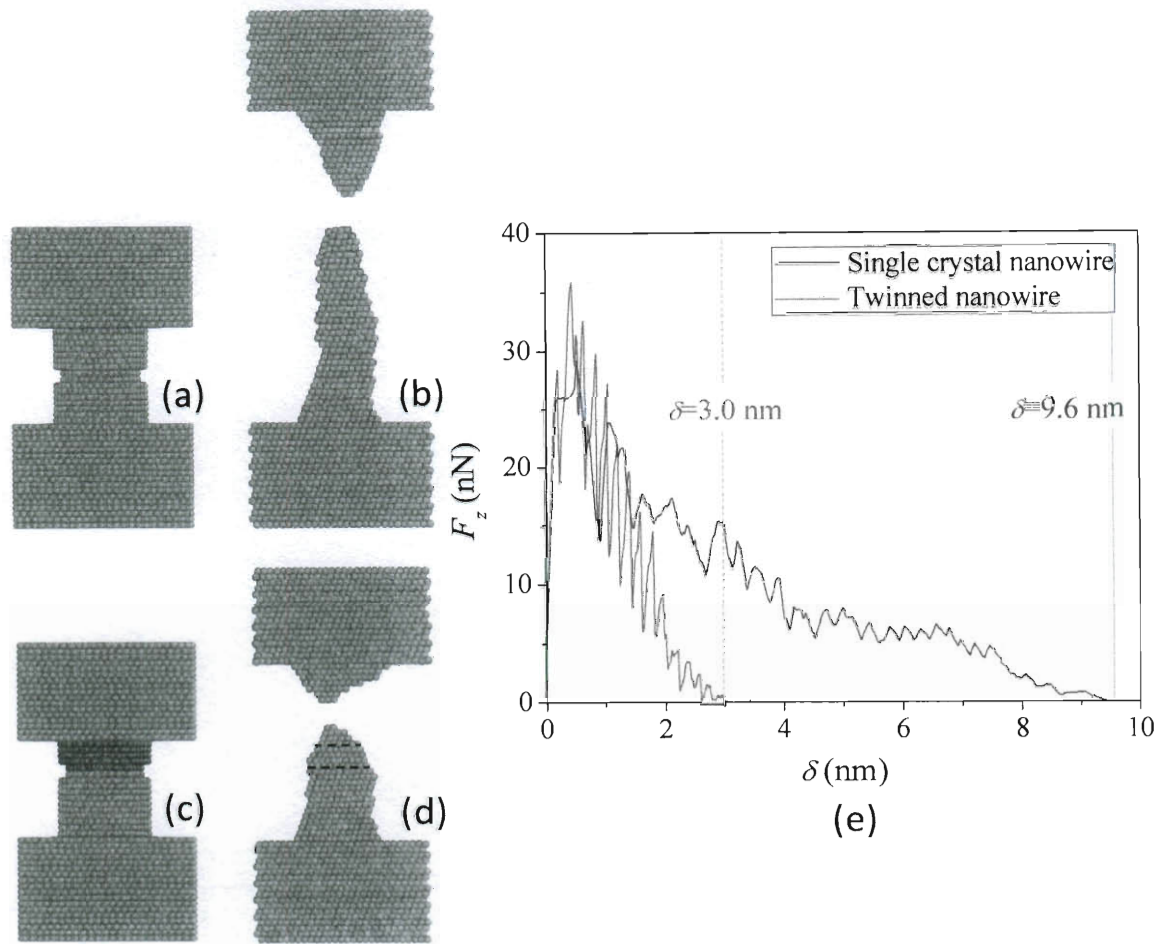 (a)
(b)
(c)
(d)
40
30
20
10
0
F_z (nN)
Single crystal nanowire
Twinned nanowire
δ=3.0 nm
δ=9.6 nm
0 2 4 6 8 10
δ (nm)
(e)